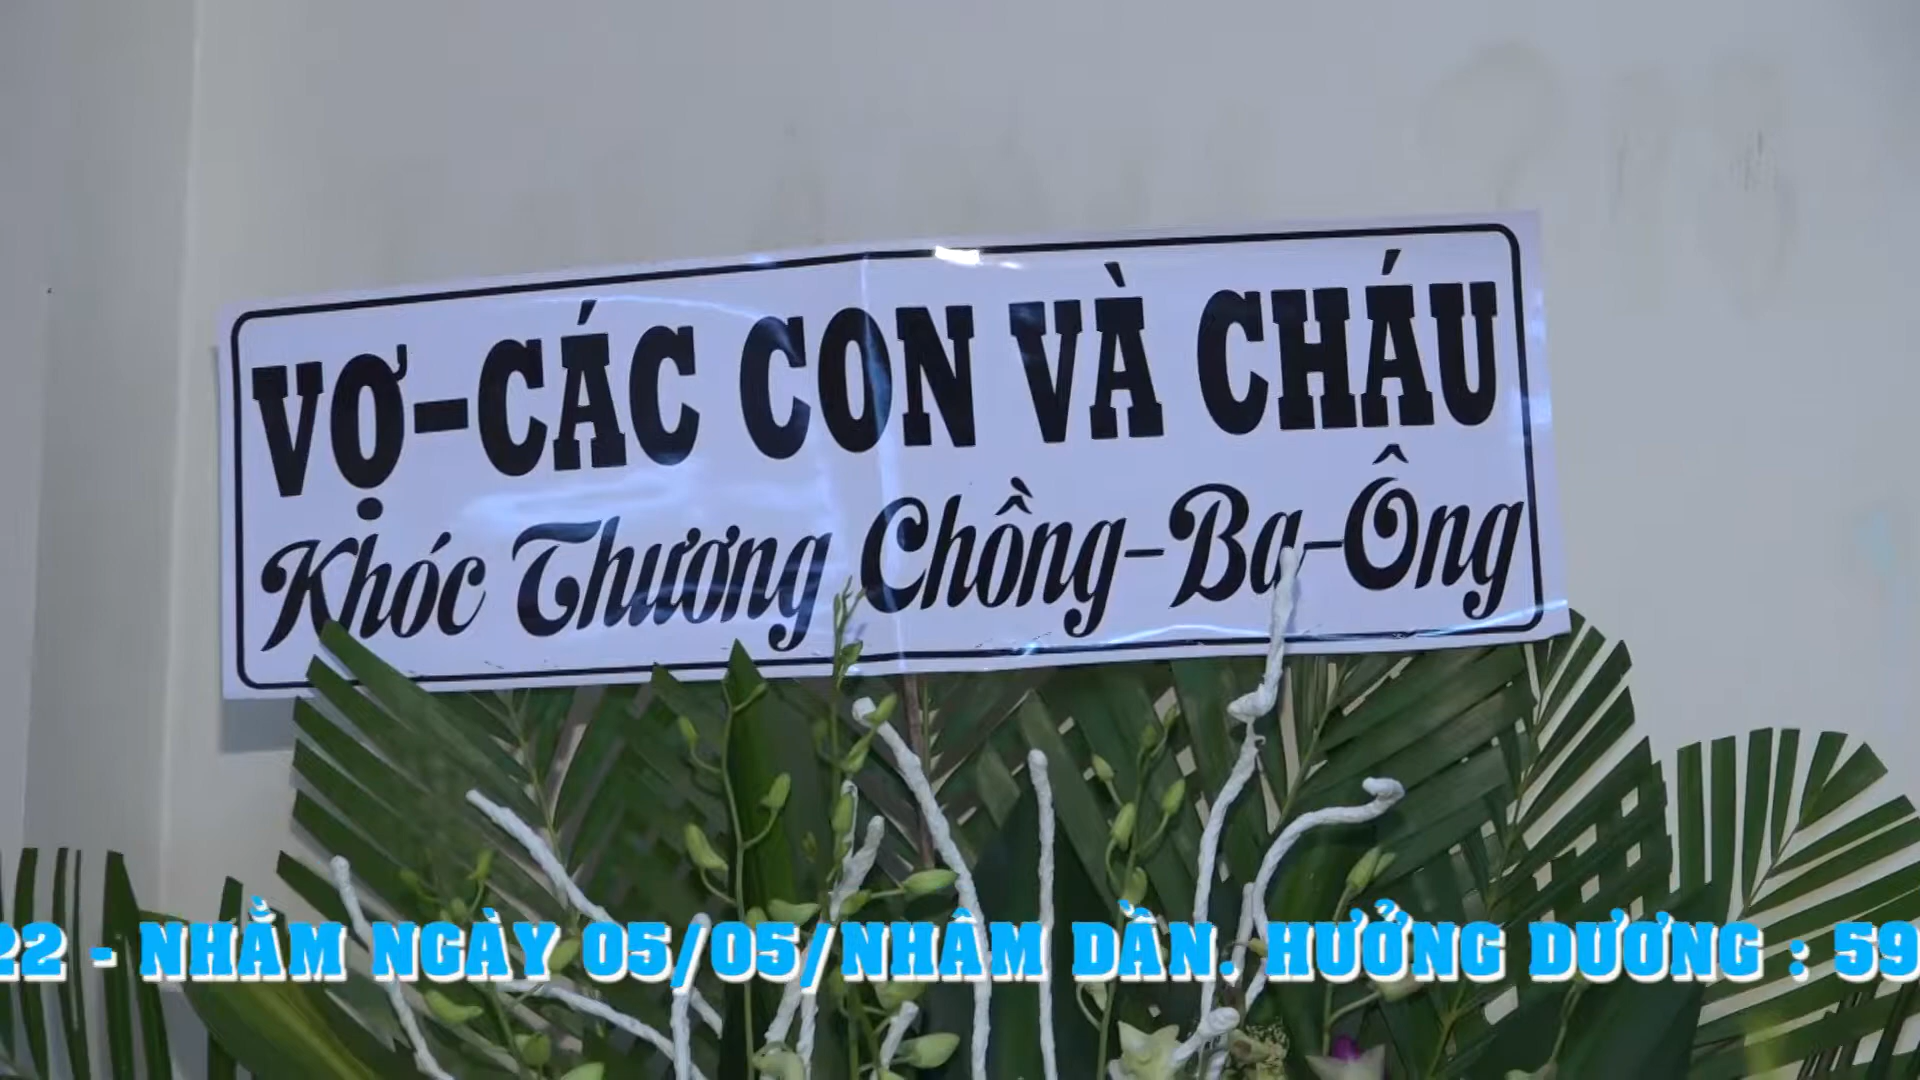 VỢ-CÁC CON VÀ CHÁU
Khóc Thương Chồng-Ba-Ông
22 - NHẰM NGÀY 05/05/NHÂM DẦN. HƯỞNG DƯƠNG : 59